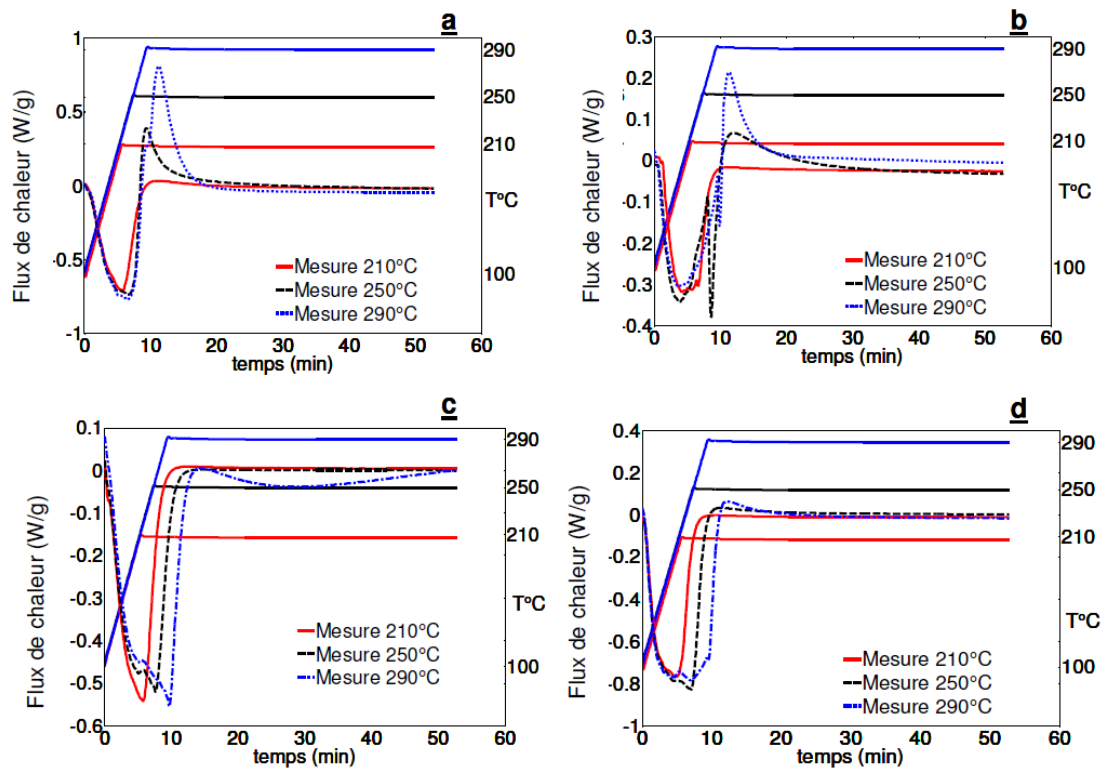 a
Flux de chaleur (W/g)
1
0.5
0
-0.5
-1
290
250
210
T°C
100
Mesure 210°C
Mesure 250°C
Mesure 290°C
0 10 20 30 40 50 60
temps (min)
b
Flux de chaleur (W/g)
0.3
0.2
0.1
0
-0.1
-0.2
-0.3
-0.4
290
250
210
T°C
100
Mesure 210°C
Mesure 250°C
Mesure 290°C
0 10 20 30 40 50 60
temps (min)
c
Flux de chaleur (W/g)
0.1
0
-0.1
-0.2
-0.3
-0.4
-0.5
-0.6
290
250
210
T°C
100
Mesure 210°C
Mesure 250°C
Mesure 290°C
0 10 20 30 40 50 60
temps (min)
d
Flux de chaleur (W/g)
0.4
0.2
0
-0.2
-0.4
-0.6
-0.8
-1
290
250
210
T°C
100
Mesure 210°C
Mesure 250°C
Mesure 290°C
0 10 20 30 40 50 60
temps (min)